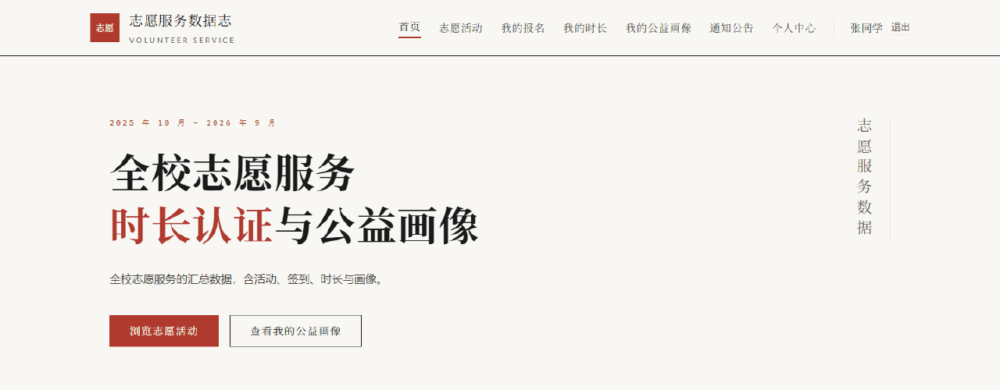 志愿
志愿服务数据志
VOLUNTEER SERVICE
首页 志愿活动 我的报名 我的时长 我的公益画像 通知公告 个人中心 张同学 退出
2025 年 10 月 – 2026 年 9 月
全校志愿服务
时长认证与公益画像
全校志愿服务的汇总数据，含活动、签到、时长与画像。
浏览志愿活动 查看我的公益画像
志愿服务数据